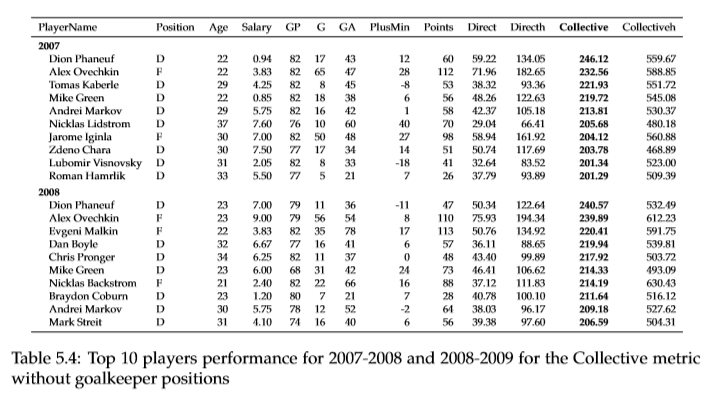 PlayerName Position Age Salary GP G GA PlusMin Points Direct Directh Collective Collectiveh
2007
Dion Phaneuf D 22 0.94 82 17 43 12 60 59.22 134.05 246.12 559.67
Alex Ovechkin F 22 3.83 82 65 47 28 112 71.96 182.65 232.56 588.85
Tomas Kaberle D 29 4.25 82 8 45 -8 53 38.32 93.36 221.93 551.72
Mike Green D 22 0.85 82 18 38 6 56 48.26 122.63 219.72 545.08
Andrei Markov D 29 5.75 82 16 42 1 58 42.37 105.18 213.81 530.37
Nicklas Lidstrom D 37 7.60 76 10 60 40 70 29.04 66.41 205.68 480.18
Jarome Iginla F 30 7.00 82 50 48 27 98 58.94 161.92 204.12 560.88
Zdeno Chara D 30 7.50 77 17 34 14 51 50.74 117.69 203.78 468.89
Lubomir Visnovsky D 31 2.05 82 8 33 -18 41 32.64 83.52 201.34 523.00
Roman Hamrlik D 33 5.50 77 5 21 7 26 37.79 93.89 201.29 509.39
2008
Dion Phaneuf D 23 7.00 79 11 36 -11 47 50.34 122.64 240.57 532.49
Alex Ovechkin F 23 9.00 79 56 54 8 110 75.93 194.34 239.89 612.23
Evgeni Malkin F 22 3.83 82 35 78 17 113 50.76 134.92 220.41 591.75
Dan Boyle D 32 6.67 77 16 41 6 57 36.11 88.65 219.94 539.81
Chris Pronger D 34 6.25 82 11 37 0 48 43.40 99.89 217.92 503.72
Mike Green D 23 6.00 68 31 42 24 73 46.41 106.62 214.33 493.09
Nicklas Backstrom F 21 2.40 82 22 66 16 88 37.12 111.83 214.19 630.43
Braydon Coburn D 23 1.20 80 7 21 7 28 40.78 100.10 211.64 516.12
Andrei Markov D 30 5.75 78 12 52 -2 64 38.03 96.17 209.18 527.62
Mark Streit D 31 4.10 74 16 40 6 56 39.38 97.60 206.59 504.31
Table 5.4: Top 10 players performance for 2007-2008 and 2008-2009 for the Collective metric
without goalkeeper positions